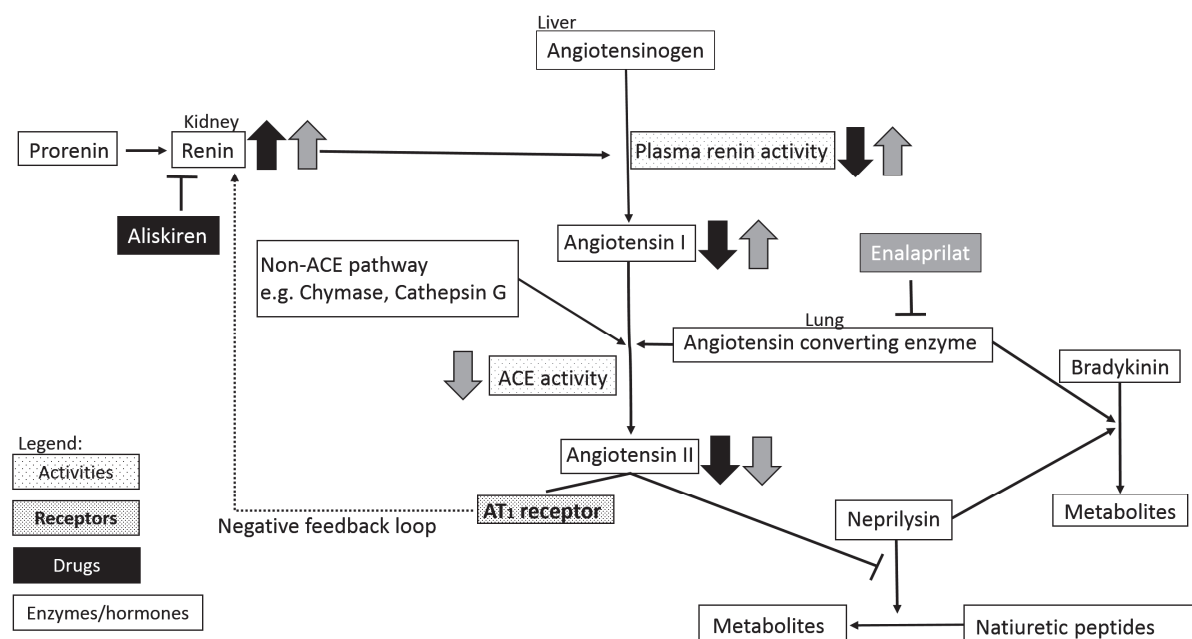 Liver
Angiotensinogen
Kidney
Prorenin
Renin
Plasma renin activity
Aliskiren
Angiotensin I
Enalaprilat
Non-ACE pathway
e.g. Chymase, Cathepsin G
Lung
Angiotensin converting enzyme
Bradykinin
ACE activity
Angiotensin II
Legend:
Activities
Receptors
Drugs
Enzymes/hormones
AT1 receptor
Negative feedback loop
Neprilysin
Metabolites
Metabolites
Natiuretic peptides